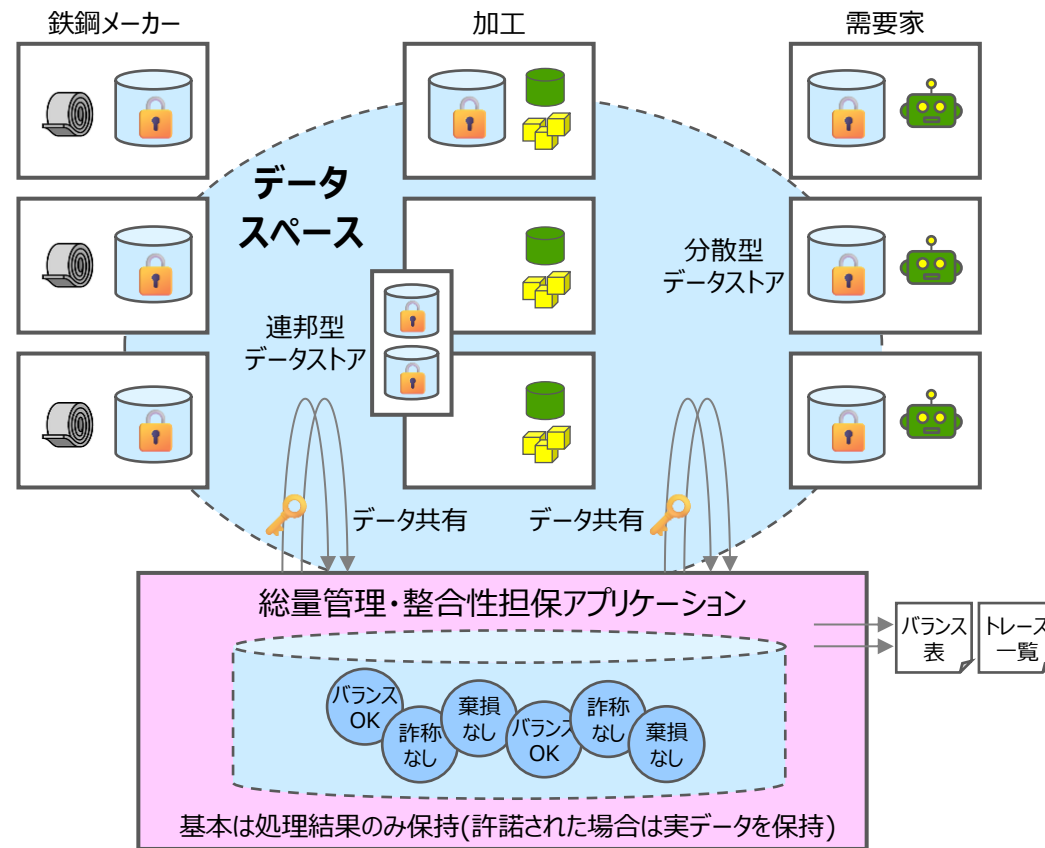 鉄鋼メーカー
加工
需要家
データ
スペース
分散型
データストア
連邦型
データストア
データ共有
データ共有
総量管理・整合性担保アプリケーション
バランス
表
トレース
一覧
バランス
OK
詐称
なし
棄損
なし
バランス
OK
詐称
なし
棄損
なし
基本は処理結果のみ保持(許諾された場合は実データを保持)